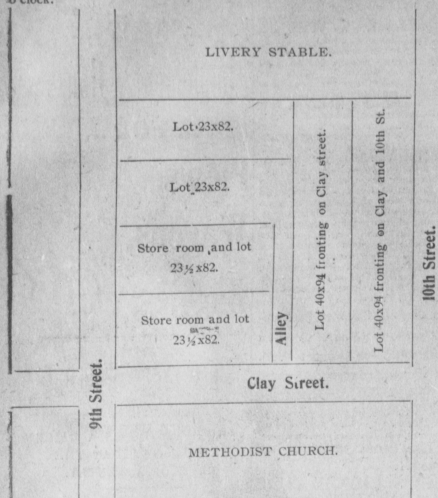 o'clock.
LIVERY STABLE.
Lot 23x82.
Lot 23x82.
Store room and lot
23½x82.
Store room and lot
23½x82.
Alley
Lot 40x94 fronting on Clay street.
Lot 40x94 fronting on Clay and 10th St.
10th Street.
9th Street.
Clay Street.
METHODIST CHURCH.